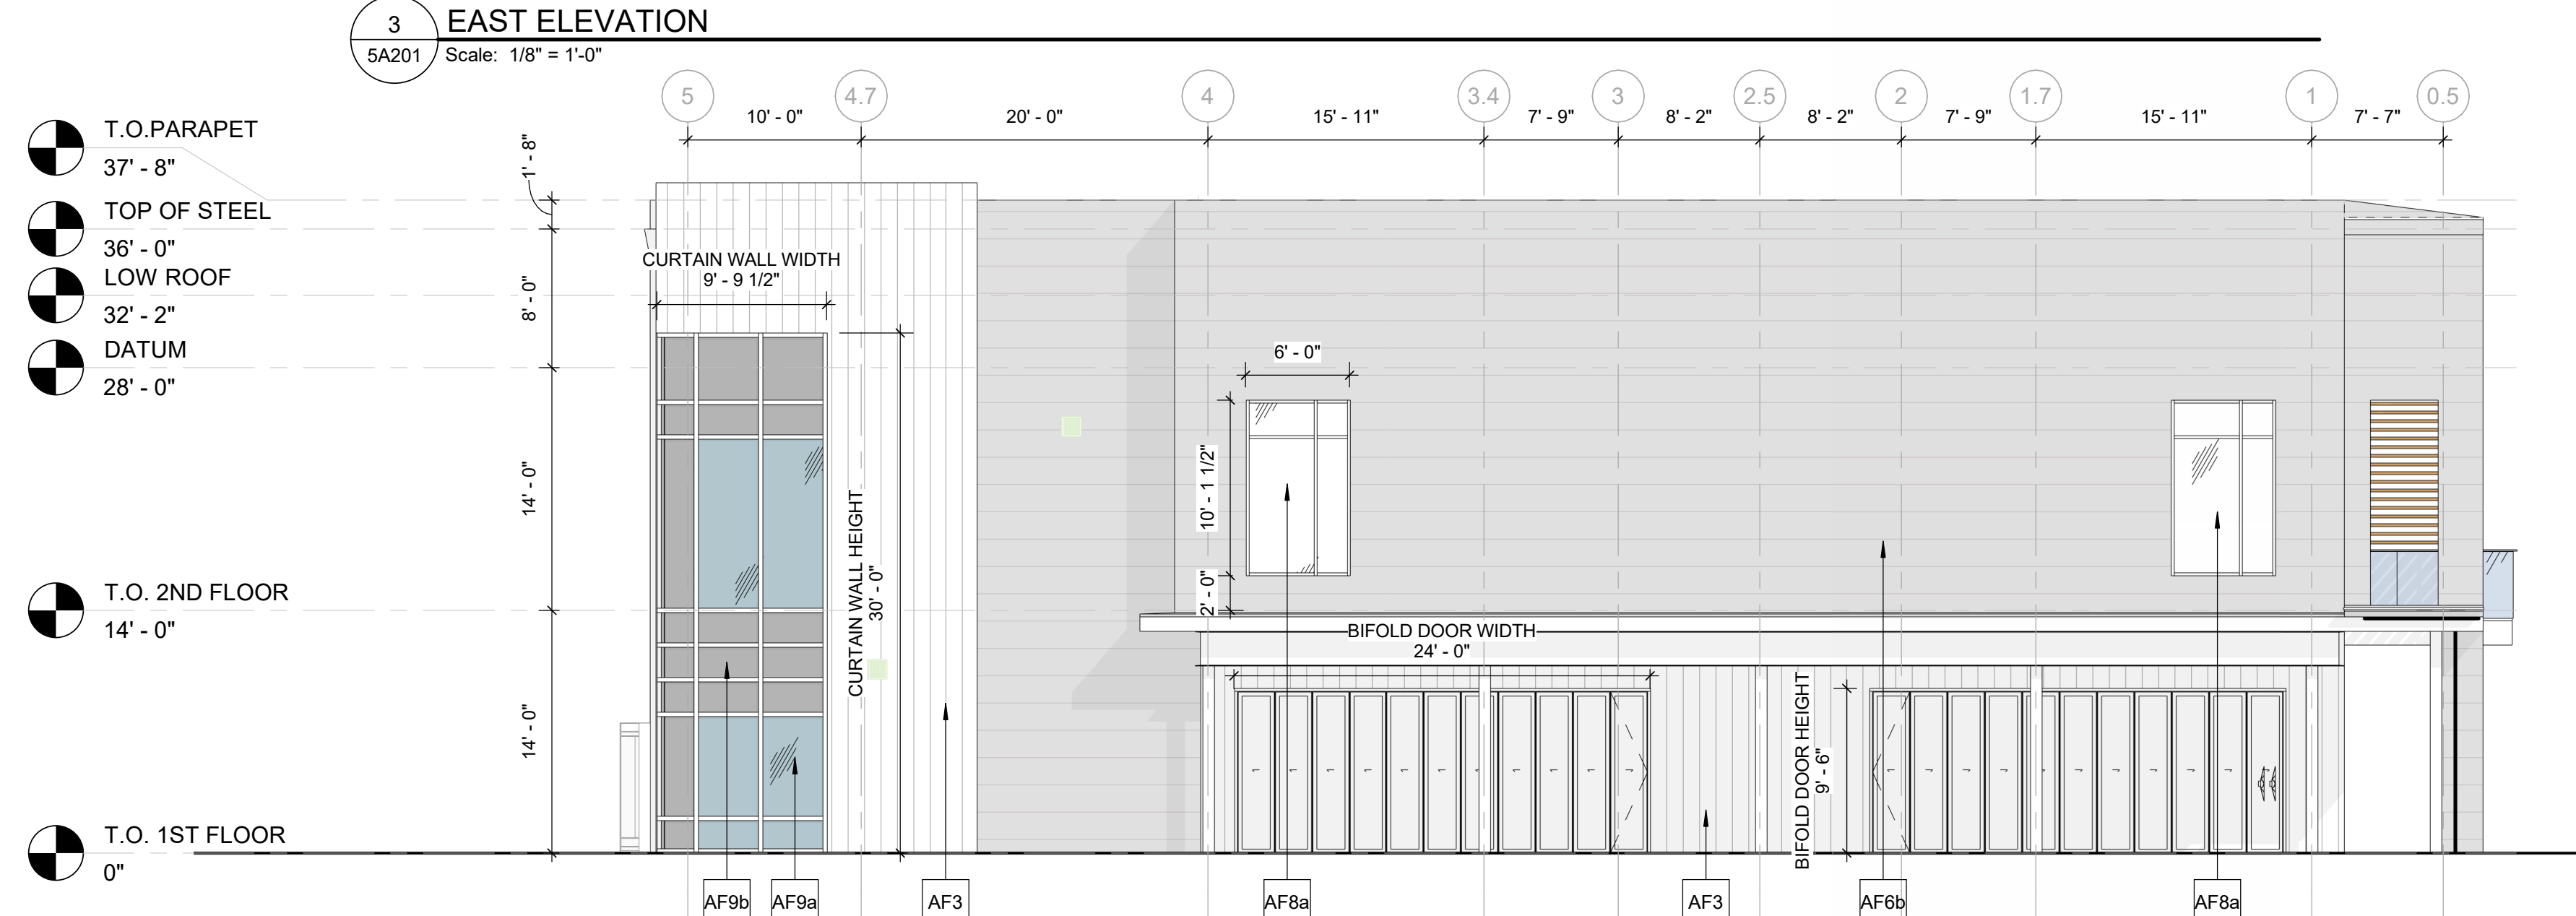 3
5A201
EAST ELEVATION
Scale: 1/8" = 1'-0"
5
4.7
4
3.4
3
2.5
2
1.7
1
0.5
10' - 0"
20' - 0"
15' - 11"
7' - 9"
8' - 2"
8' - 2"
7' - 9"
15' - 11"
7' - 7"
T.O.PARAPET
37' - 8"
TOP OF STEEL
36' - 0"
LOW ROOF
32' - 2"
DATUM
28' - 0"
T.O. 2ND FLOOR
14' - 0"
T.O. 1ST FLOOR
0"
1' - 8"
8' - 0"
14' - 0"
14' - 0"
CURTAIN WALL WIDTH
9' - 9 1/2"
CURTAIN WALL HEIGHT
30' - 0"
6' - 0"
10' - 1 1/2"
2' - 0"
BIFOLD DOOR WIDTH
24' - 0"
BIFOLD DOOR HEIGHT
9' - 6"
AF9b
AF9a
AF3
AF8a
AF3
AF6b
AF8a